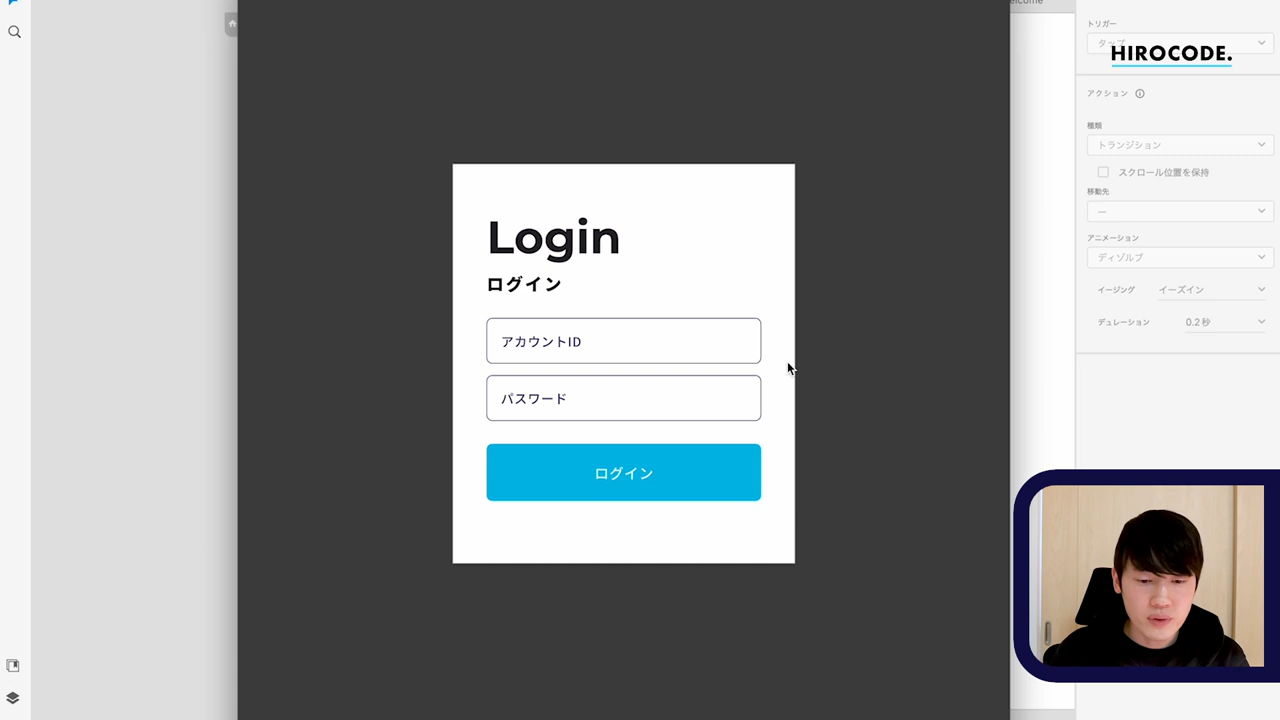 elcome
トリガー
タップ
HIROCODE.
アクション
種類
トランジション
スクロール位置を保持
移動先
—
アニメーション
ディゾルブ
イージング イーズイン
デュレーション 0.2 秒
Login
ログイン
アカウントID
パスワード
ログイン